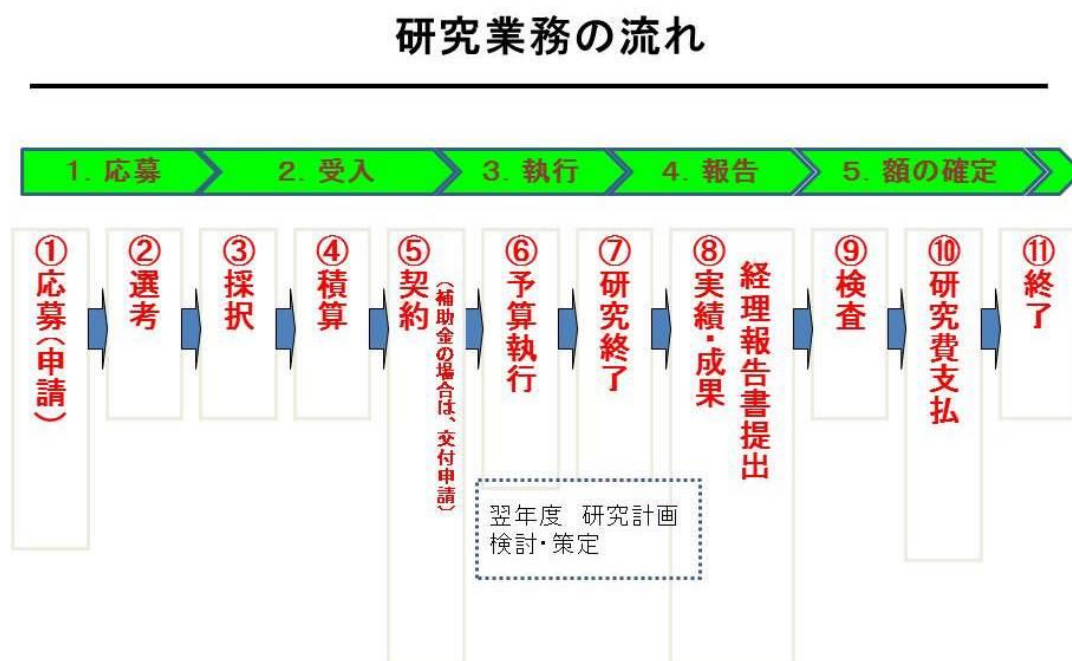 研究業務の流れ
1. 応募
2. 受入
3. 執行
4. 報告
5. 額の確定
①応募(申請)
②選考
③採択
④積算
⑤契約
(補助金の場合は、交付申請)
⑥予算執行
⑦研究終了
⑧実績・成果
経理報告書提出
⑨検査
⑩研究費支払
⑪終了
翌年度 研究計画
検討・策定